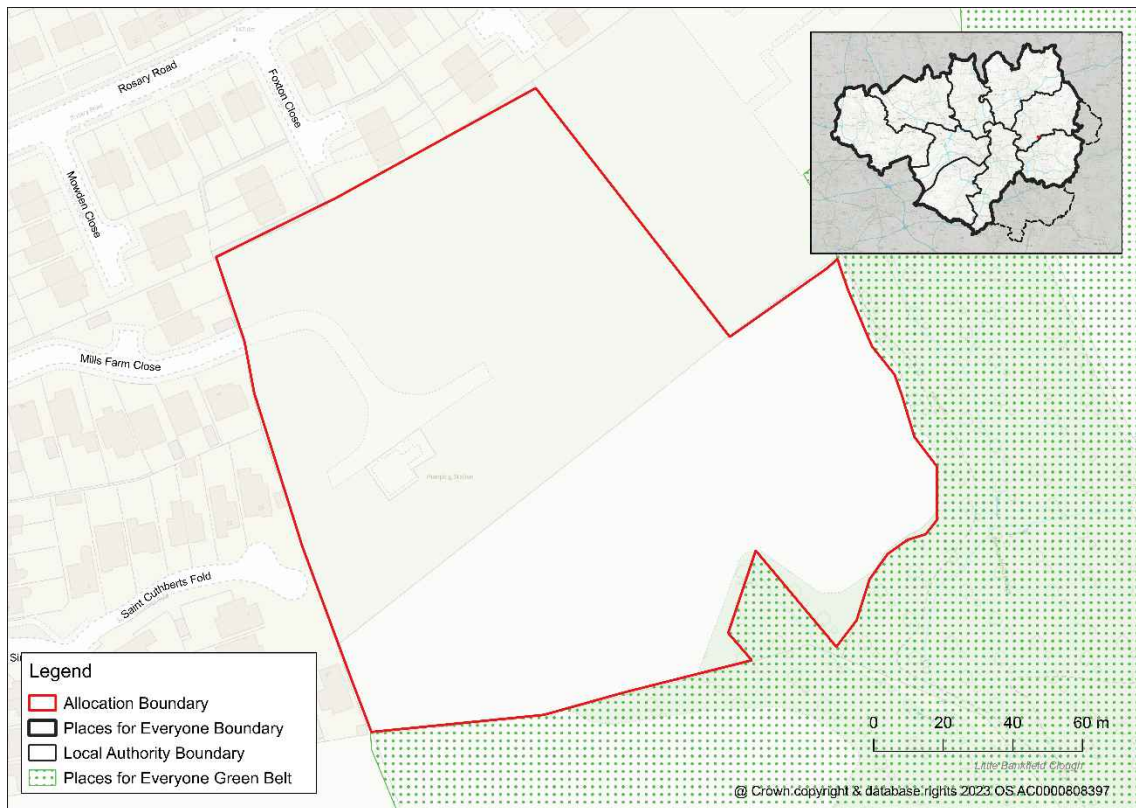 Rosary Road
Foxton Close
Mowden Close
Mills Farm Close
Pumping Station
Saint Cuthberts Fold
Legend
Allocation Boundary
Places for Everyone Boundary
Local Authority Boundary
Places for Everyone Green Belt
0 20 40 60 m
Little Bankfield Clough
@ Crown copyright & database rights 2023 OS AC0000808397